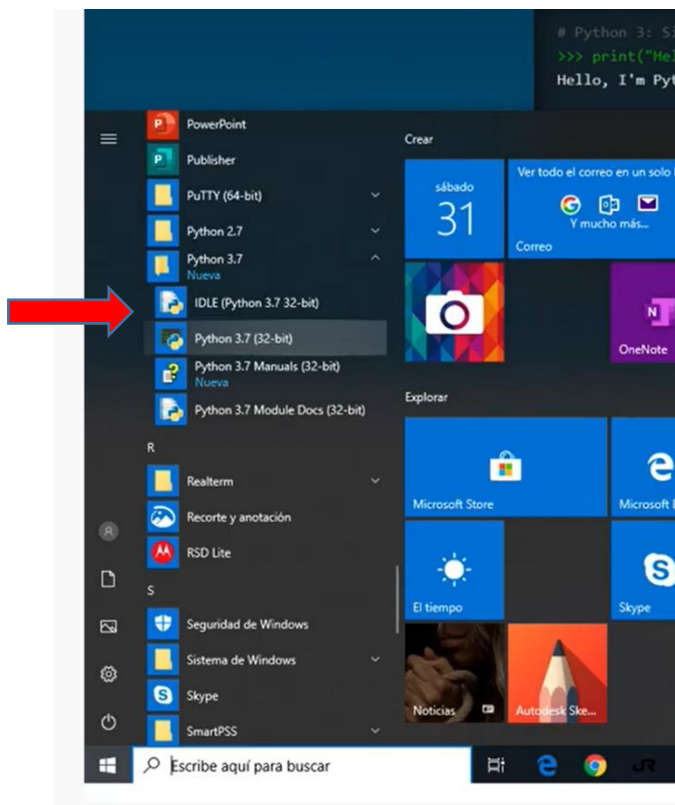 # Python 3: Si
>>> print("Hel
Hello, I'm Pyt
PowerPoint
Publisher
PuTTY (64-bit)
Python 2.7
Python 3.7
Nueva
IDLE (Python 3.7 32-bit)
Python 3.7 (32-bit)
Python 3.7 Manuals (32-bit)
Nueva
Python 3.7 Module Docs (32-bit)
R
Realterm
Recorte y anotación
RSD Lite
S
Seguridad de Windows
Sistema de Windows
Skype
SmartPSS
Escribe aquí para buscar
Crear
sábado
31
Ver todo el correo en un solo
Y mucho más...
Correo
OneNote
Explorar
Microsoft Store
Microsoft E
El tiempo
Skype
Noticias
Autodesk Ske...